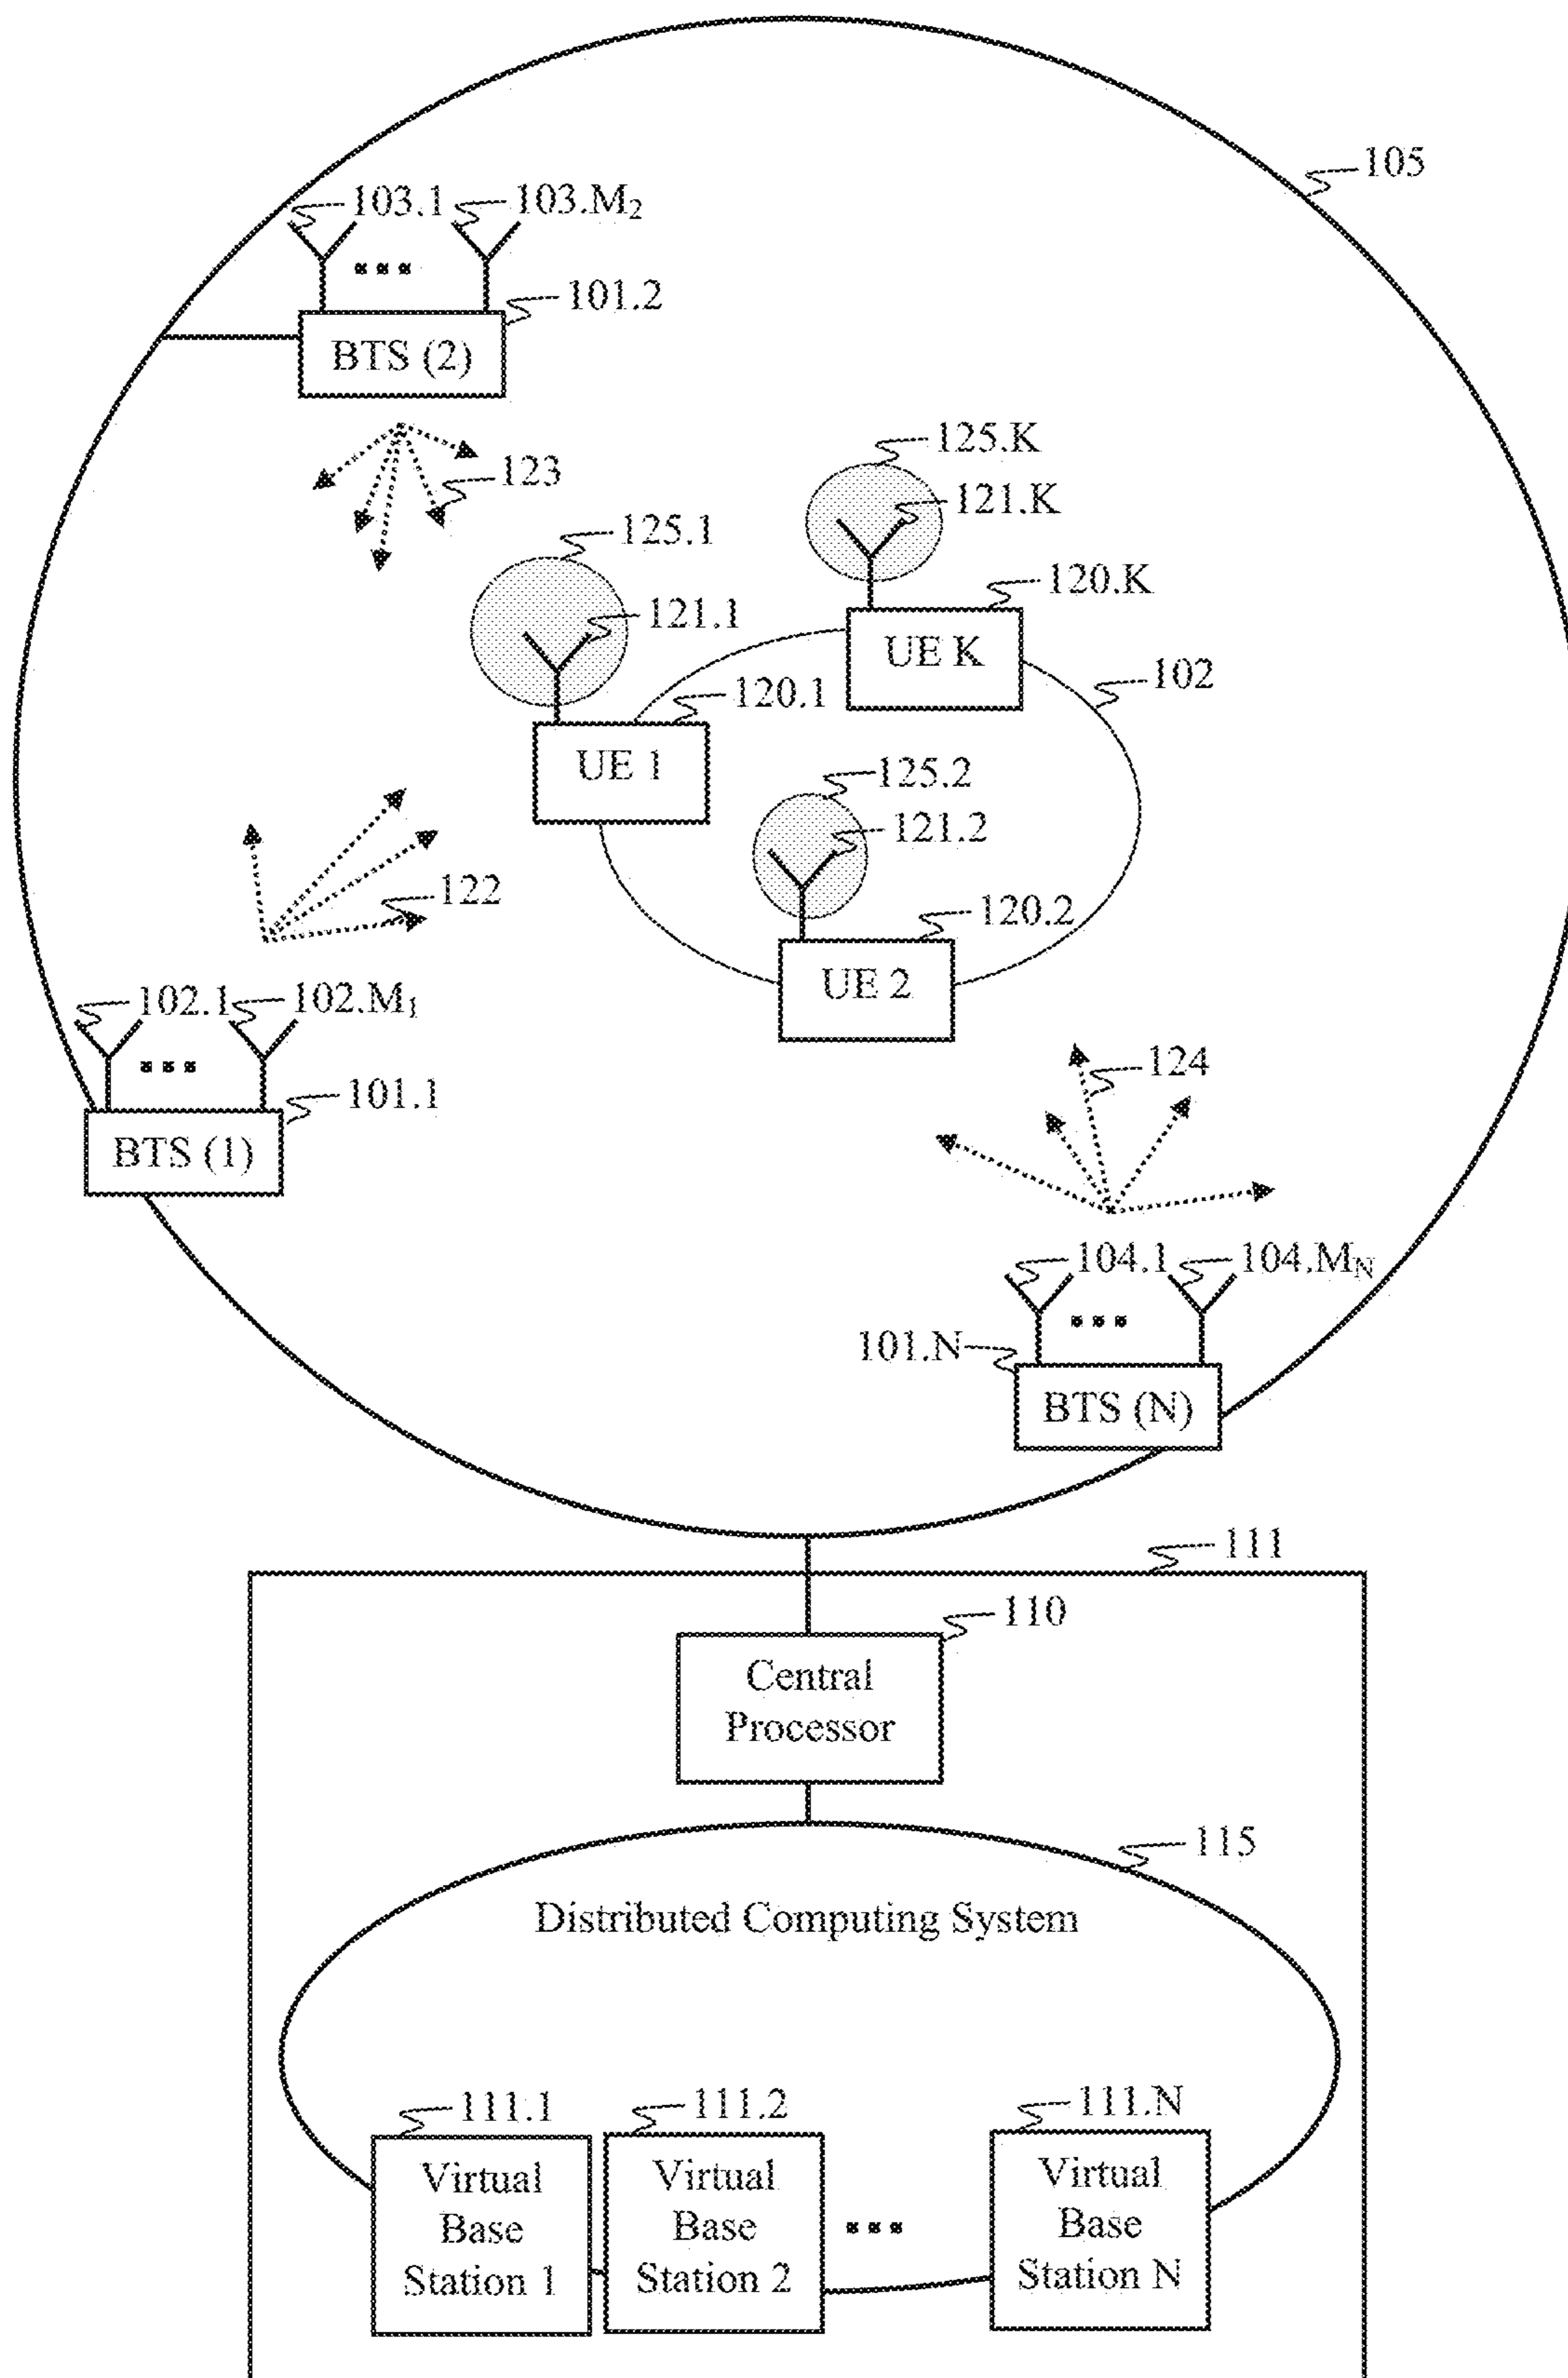 105
103.1
103.M₂
101.2
BTS (2)
123
125.K
121.K
125.1
120.K
121.1
UE K
102
120.1
UE 1
125.2
121.2
122
120.2
UE 2
102.1
102.M₁
124
101.1
BTS (1)
104.1
104.M_N
101.N
BTS (N)
111
110
Central
Processor
115
Distributed Computing System
111.1
111.2
111.N
Virtual
Base
Station 1
Virtual
Base
Station 2
Virtual
Base
Station N